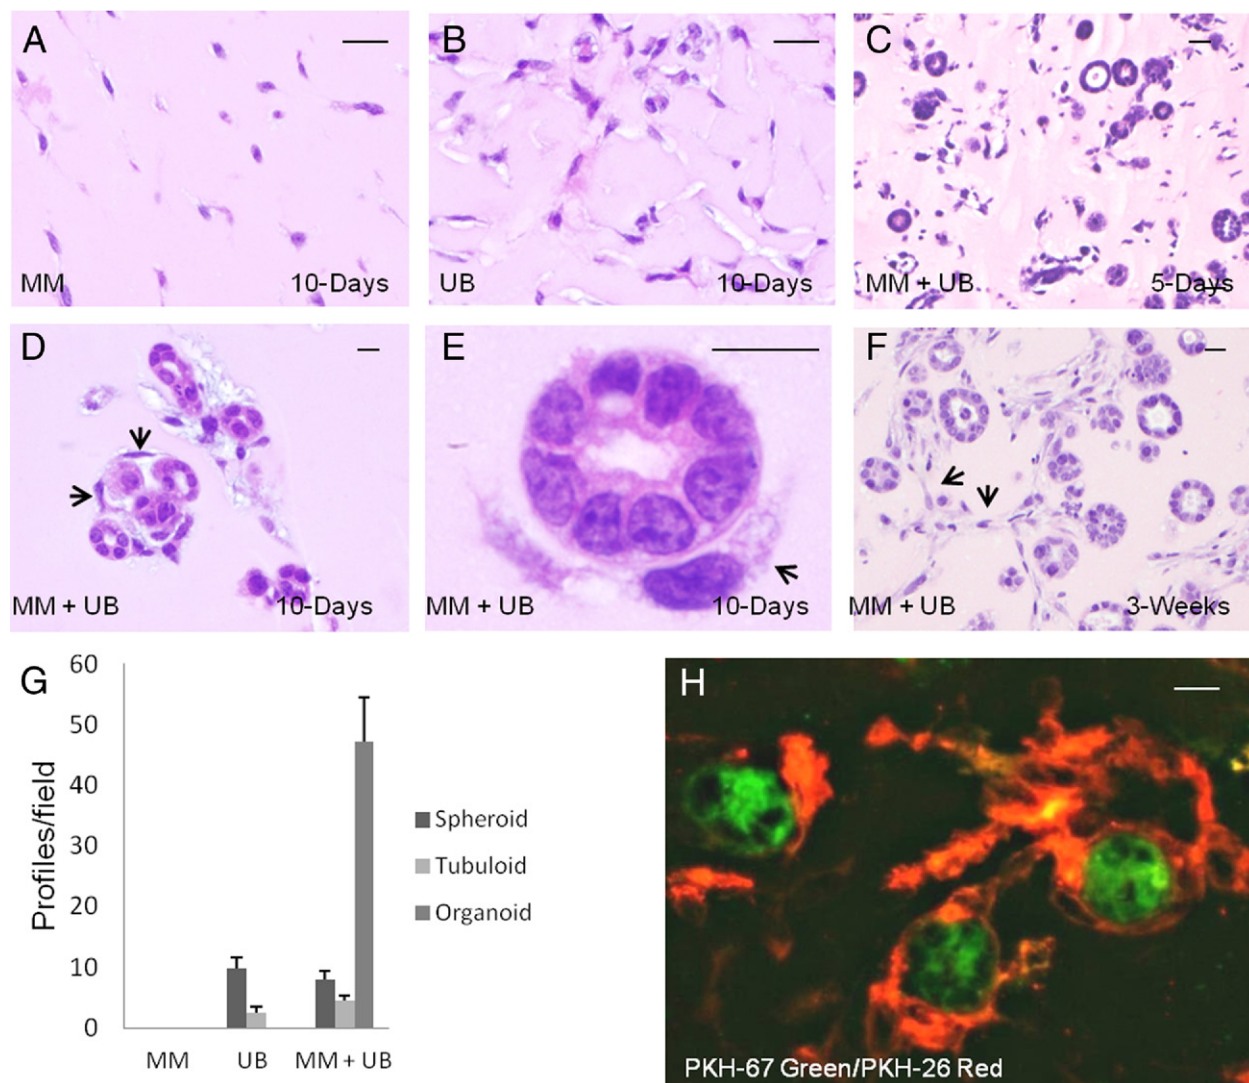 A
MM 10-Days
B
UB 10-Days
C
MM + UB 5-Days
D
MM + UB 10-Days
E
MM + UB 10-Days
F
MM + UB 3-Weeks
G
60
50
40
30
20
10
0
Profiles/field
MM UB MM + UB
Spheroid
Tubuloid
Organoid
H
PKH-67 Green/PKH-26 Red